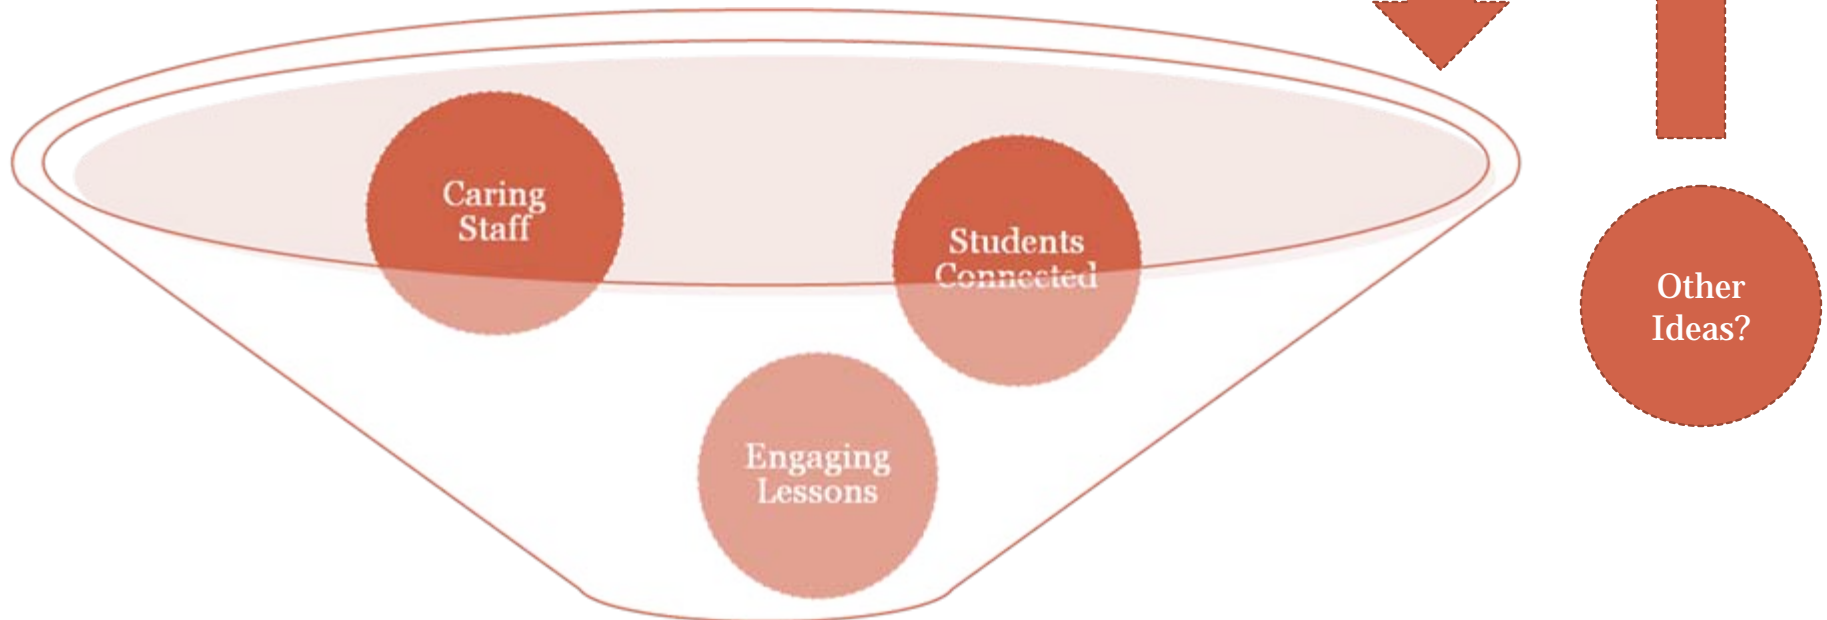 Caring
Staff
Students
Connected
Engaging
Lessons
Other
Ideas?